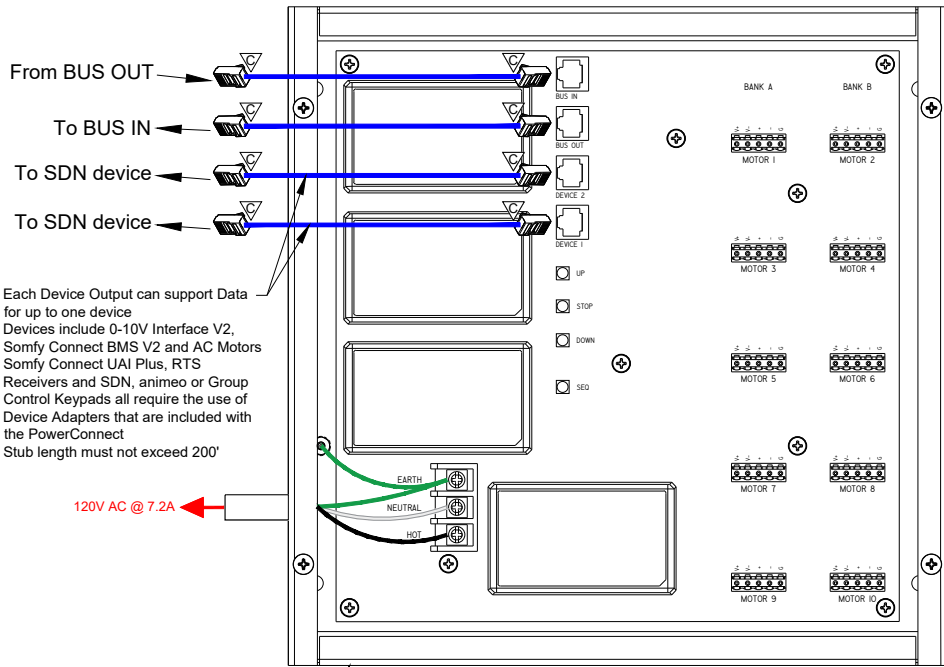 From BUS OUT
C
C
BUS IN
To BUS IN
C
C
BUS OUT
To SDN device
C
C
DEVICE 2
To SDN device
C
C
DEVICE 1
Each Device Output can support Data
for up to one device
Devices include 0-10V Interface V2,
Somfy Connect BMS V2 and AC Motors
Somfy Connect UAI Plus, RTS
Receivers and SDN, animeo or Group
Control Keypads all require the use of
Device Adapters that are included with
the PowerConnect
Stub length must not exceed 200'
UP
STOP
DOWN
SEQ
120V AC @ 7.2A
EARTH
NEUTRAL
HOT
BANK A
BANK B
V+ V- + - G
MOTOR 1
V+ V- + - G
MOTOR 2
V+ V- + - G
MOTOR 3
V+ V- + - G
MOTOR 4
V+ V- + - G
MOTOR 5
V+ V- + - G
MOTOR 6
V+ V- + - G
MOTOR 7
V+ V- + - G
MOTOR 8
V+ V- + - G
MOTOR 9
V+ V- + - G
MOTOR 10